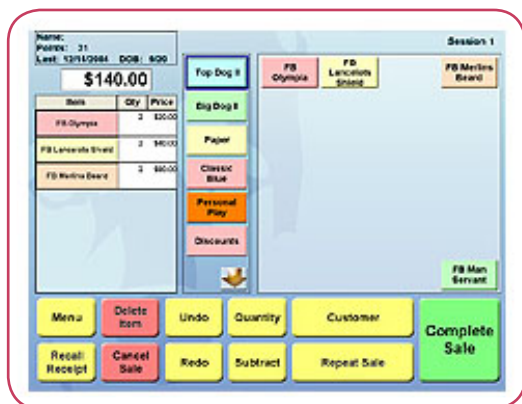 Name:
Points: 31
Last: 12/11/2004 DOB: 9/20
$140.00
Item Qty Price
FB Olympia 2 $20.00
FB Lancelots Shield 2 $40.00
FB Merlins Beard 2 $80.00
Top Dog II
Big Dog II
Paper
Classic
Blue
Personal
Play
Discounts
Session 1
FB
Olympia
FB
Lancelots
Shield
FB Merlins
Beard
FB Man
Servant
Menu
Delete
Item
Undo
Quantity
Customer
Complete
Sale
Recall
Receipt
Cancel
Sale
Redo
Subtract
Repeat Sale